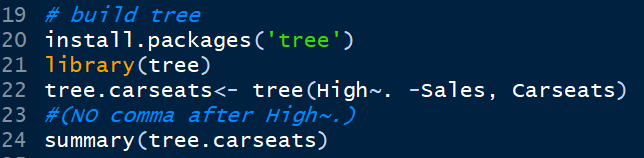 19 # build tree
20 install.packages('tree')
21 library(tree)
22 tree.carseats<- tree(High~. -Sales, Carseats)
23 #(NO comma after High~.)
24 summary(tree.carseats)